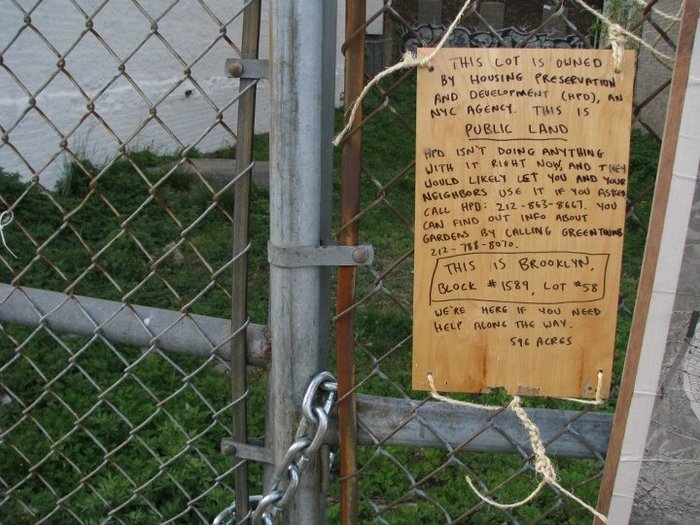 THIS LOT IS OWNED
BY HOUSING PRESERVATION
AND DEVELOPMENT (HPD), AN
NYC AGENCY. THIS IS
PUBLIC LAND
HPD ISN'T DOING ANYTHING
WITH IT RIGHT NOW, AND THEY
WOULD LIKELY LET YOU AND YOUR
NEIGHBORS USE IT IF YOU ASKED
CALL HPD: 212-863-8667. YOU
CAN FIND OUT INFO ABOUT
GARDENS BY CALLING GREENTHUMB
212-788-8070.
THIS IS BROOKLYN,
BLOCK #1589, LOT #58
WE'RE HERE IF YOU NEED
HELP ALONG THE WAY.
596 ACRES